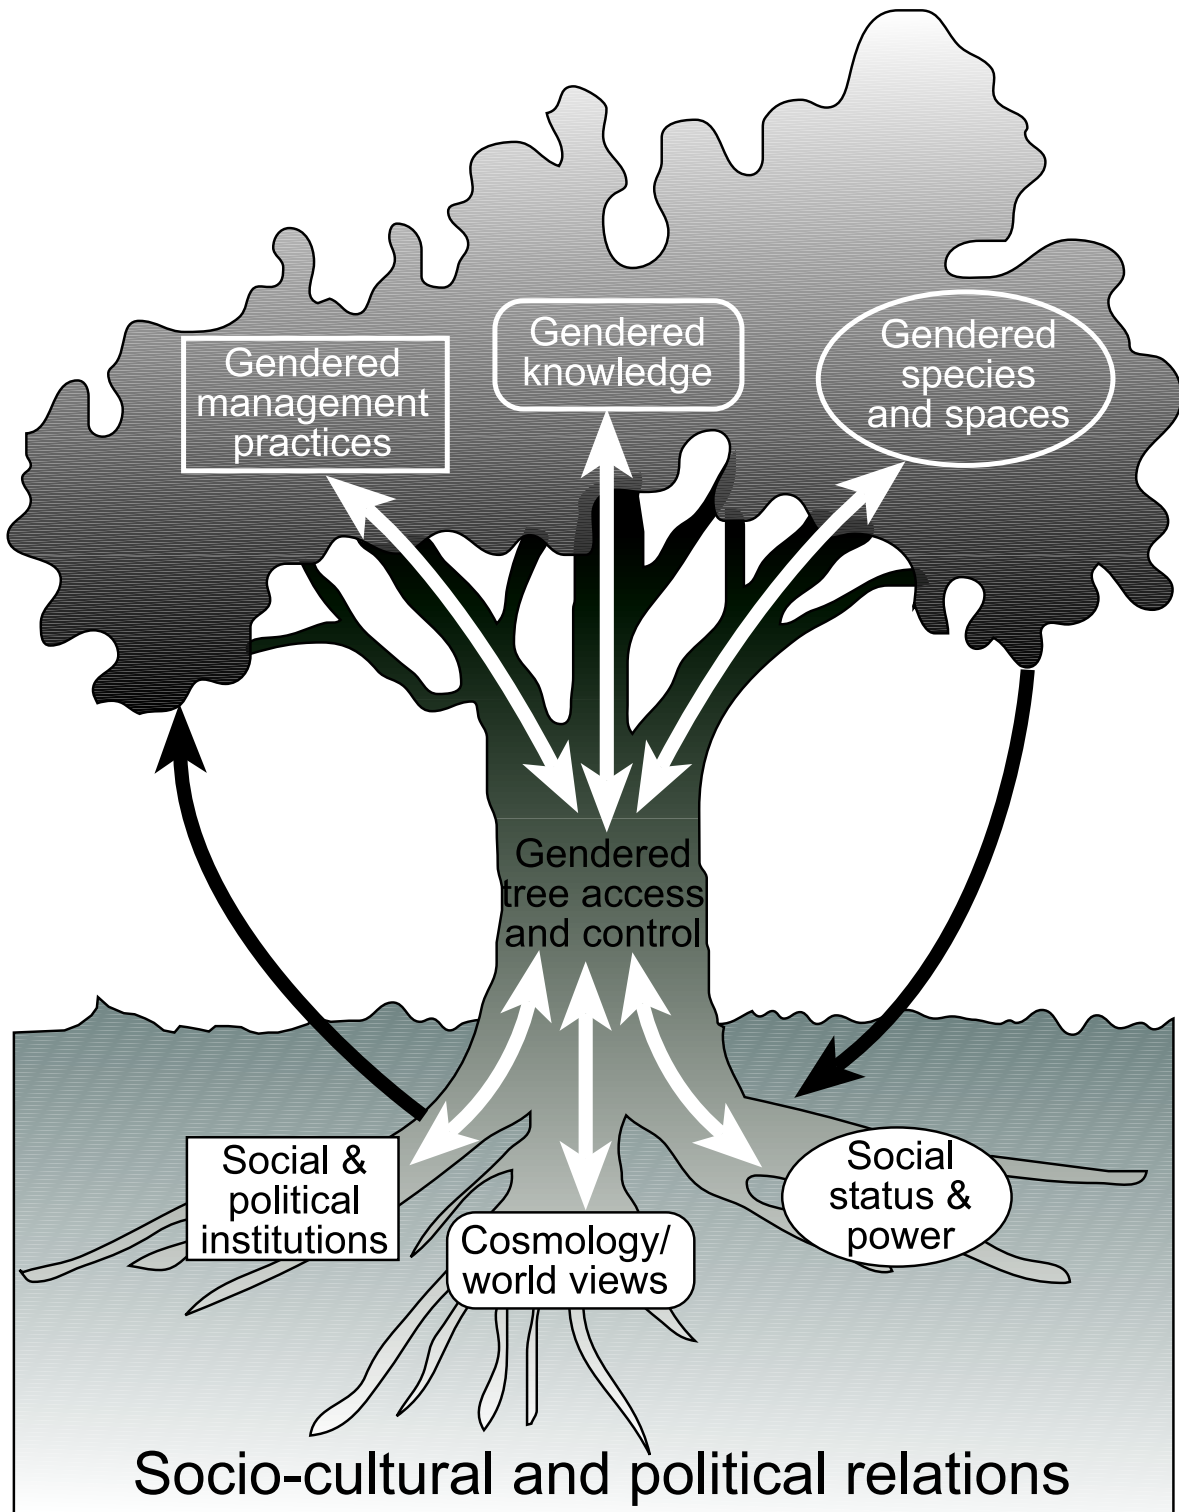 Gendered
management
practices
Gendered
knowledge
Gendered
species
and spaces
Gendered
tree access
and control
Social &
political
institutions
Cosmology/
world views
Social
status &
power
Socio-cultural and political relations